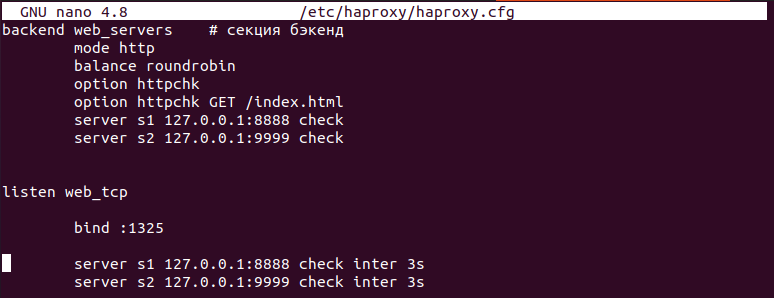 GNU nano 4.8 /etc/haproxy/haproxy.cfg
backend web_servers # секция бэкенд
mode http
balance roundrobin
option httpchk
option httpchk GET /index.html
server s1 127.0.0.1:8888 check
server s2 127.0.0.1:9999 check
listen web_tcp
bind :1325
server s1 127.0.0.1:8888 check inter 3s
server s2 127.0.0.1:9999 check inter 3s